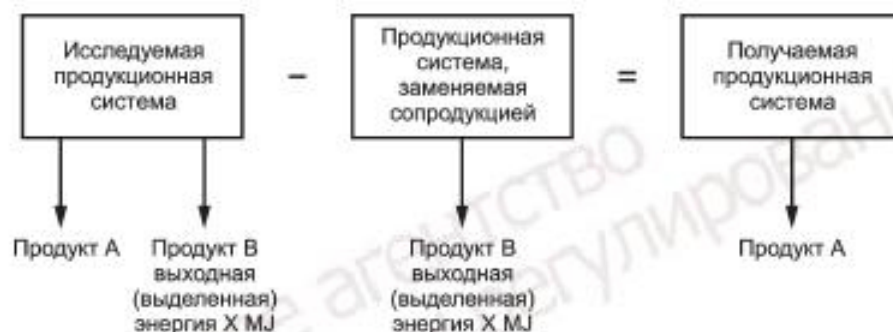 Исследуемая
продукционная
система
–
Продукционная
система,
заменяемая
сопродукцией
=
Получаемая
продукционная
система
Продукт А
Продукт В
выходная
(выделенная)
энергия X MJ
Продукт В
выходная
(выделенная)
энергия X MJ
Продукт А
агентство